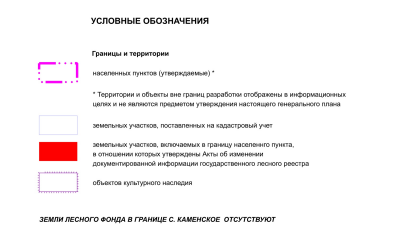 УСЛОВНЫЕ ОБОЗНАЧЕНИЯ
Границы и территории
населенных пунктов (утверждаемые) *
* Территории и объекты вне границ разработки отображены в информационных
целях и не являются предметом утверждения настоящего генерального плана
земельных участков, поставленных на кадастровый учет
земельных участков, включаемых в границу населеннго пункта,
в отношении которых утверждены Акты об изменении
документированной информации государственного лесного реестра
объектов культурного наследия
ЗЕМЛИ ЛЕСНОГО ФОНДА В ГРАНИЦЕ С. КАМЕНСКОЕ ОТСУТСТВУЮТ